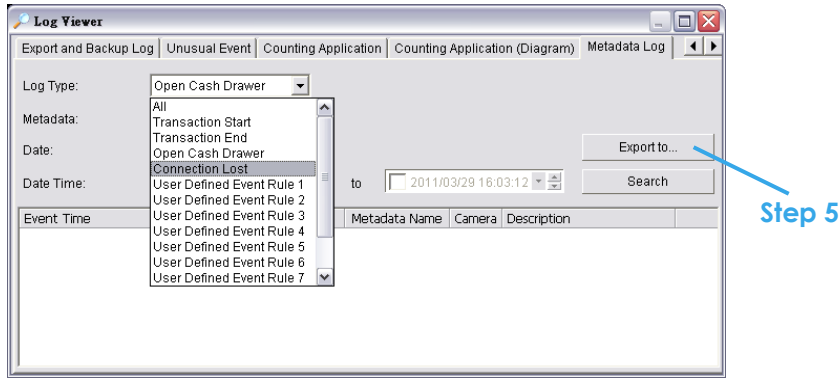 Log Viewer
Export and Backup Log Unusual Event Counting Application Counting Application (Diagram) Metadata Log
Log Type: Open Cash Drawer
All
Metadata: Transaction Start
Transaction End
Date: Open Cash Drawer Export to...
Connection Lost
Date Time: User Defined Event Rule 1 to 2011/03/29 16:03:12 Search
User Defined Event Rule 2
Step 5
Event Time User Defined Event Rule 3 Metadata Name Camera Description
User Defined Event Rule 4
User Defined Event Rule 5
User Defined Event Rule 6
User Defined Event Rule 7